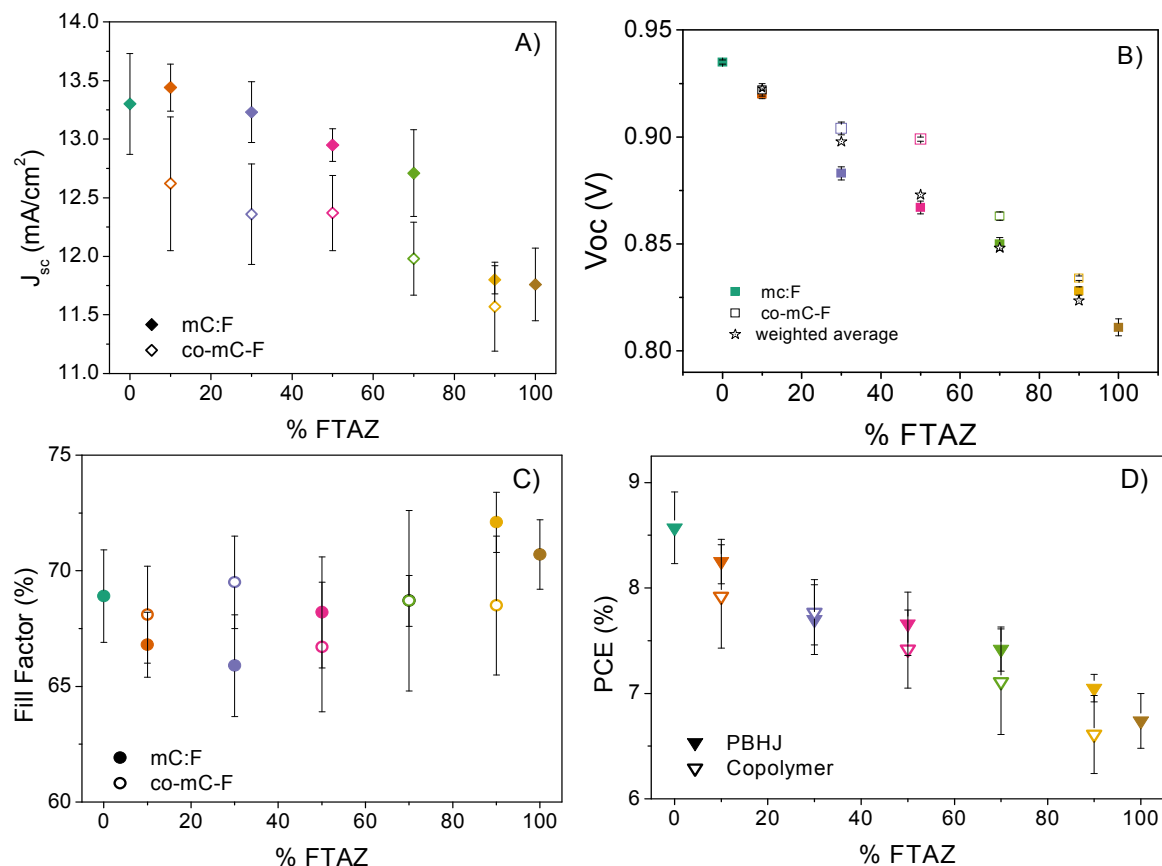 A)
14.0
13.5
13.0
12.5
12.0
11.5
11.0
J_sc (mA/cm²)
mC:F
co-mC-F
0 20 40 60 80 100
% FTAZ
B)
0.95
0.90
0.85
0.80
Voc (V)
mc:F
co-mC-F
weighted average
0 20 40 60 80 100
% FTAZ
C)
75
70
65
60
Fill Factor (%)
mC:F
co-mC-F
0 20 40 60 80 100
% FTAZ
D)
9
8
7
6
PCE (%)
PBHJ
Copolymer
0 20 40 60 80 100
% FTAZ